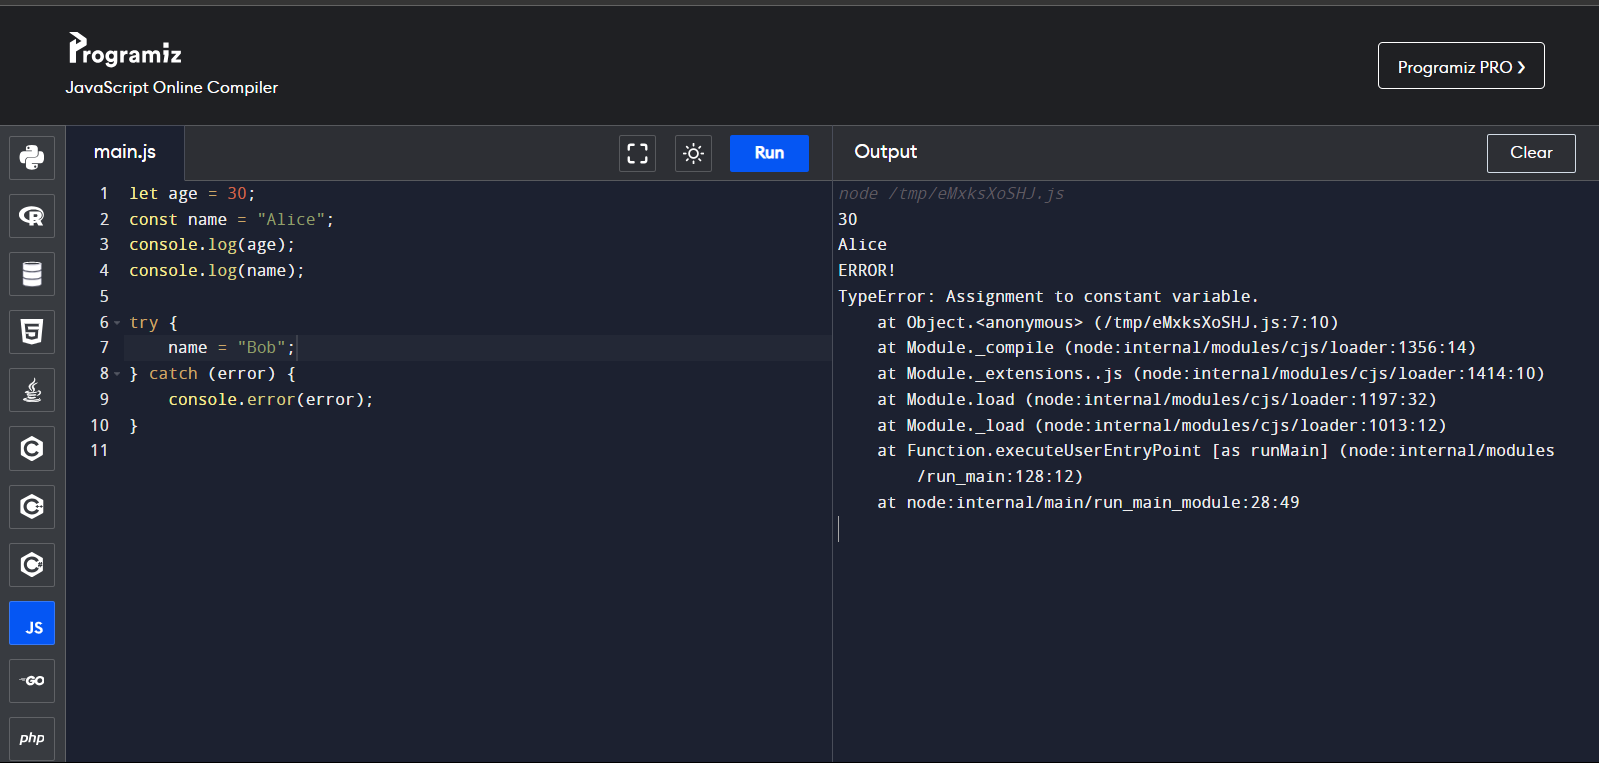 Programiz
JavaScript Online Compiler
Programiz PRO ❯
main.js
Run
Output
Clear
1 let age = 30;
2 const name = "Alice";
3 console.log(age);
4 console.log(name);
5
6 try {
7     name = "Bob";
8 } catch (error) {
9     console.error(error);
10 }
11
node /tmp/eMxksXoSHJ.js
30
Alice
ERROR!
TypeError: Assignment to constant variable.
    at Object.<anonymous> (/tmp/eMxksXoSHJ.js:7:10)
    at Module._compile (node:internal/modules/cjs/loader:1356:14)
    at Module._extensions..js (node:internal/modules/cjs/loader:1414:10)
    at Module.load (node:internal/modules/cjs/loader:1197:32)
    at Module._load (node:internal/modules/cjs/loader:1013:12)
    at Function.executeUserEntryPoint [as runMain] (node:internal/modules
        /run_main:128:12)
    at node:internal/main/run_main_module:28:49
R
5
C
C++
C#
JS
GO
php